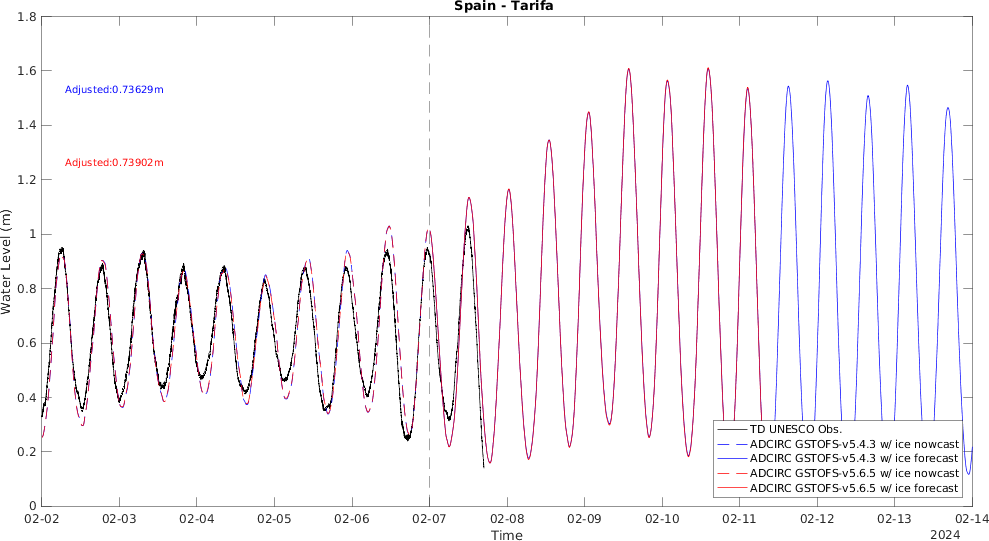 Spain - Tarifa
1.8
1.6
1.4
1.2
1
0.8
0.6
0.4
0.2
0
Water Level (m)
Adjusted:0.73629m
Adjusted:0.73902m
TD UNESCO Obs.
ADCIRC GSTOFS-v5.4.3 w/ ice nowcast
ADCIRC GSTOFS-v5.4.3 w/ ice forecast
ADCIRC GSTOFS-v5.6.5 w/ ice nowcast
ADCIRC GSTOFS-v5.6.5 w/ ice forecast
02-02 02-03 02-04 02-05 02-06 02-07 02-08 02-09 02-10 02-11 02-12 02-13 02-14
Time
2024